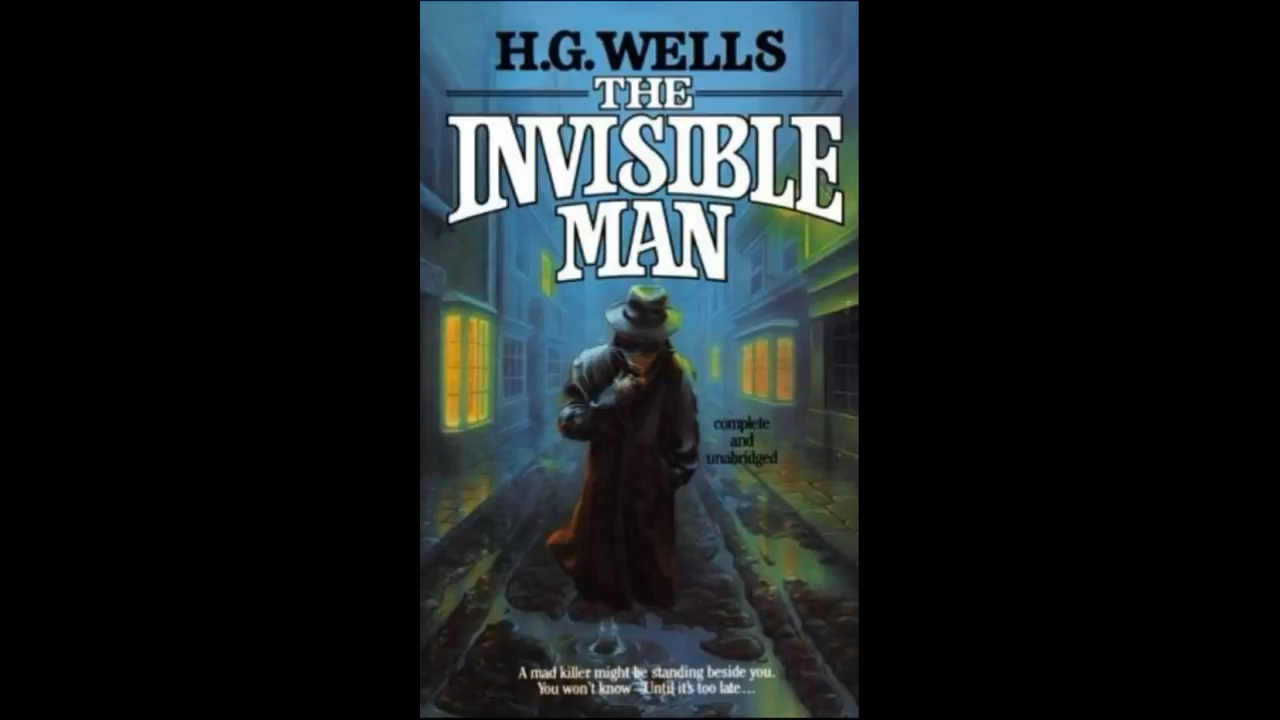 H.G. WELLS
THE
INVISIBLE
MAN
complete
and
unabridged
A mad killer might be standing beside you.
You won't know—Until it's too late...